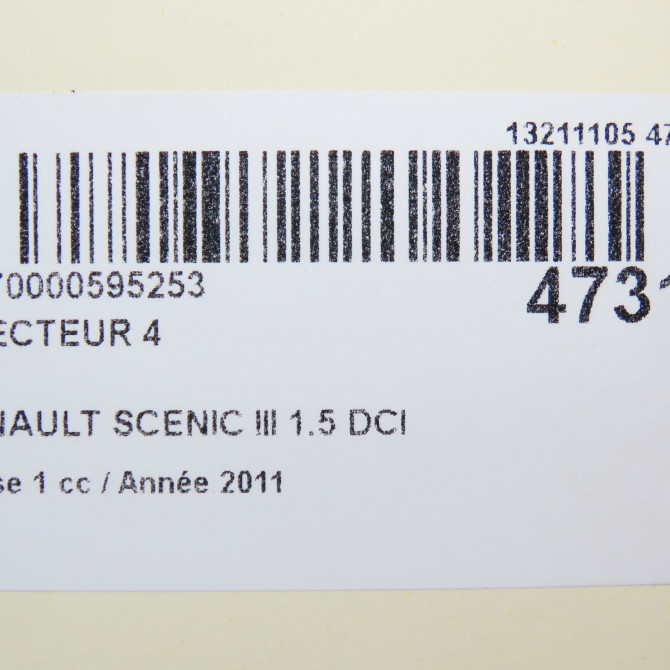 13211105 47
70000595253
4731
ECTEUR 4
NAULT SCENIC III 1.5 DCI
se 1 cc / Année 2011